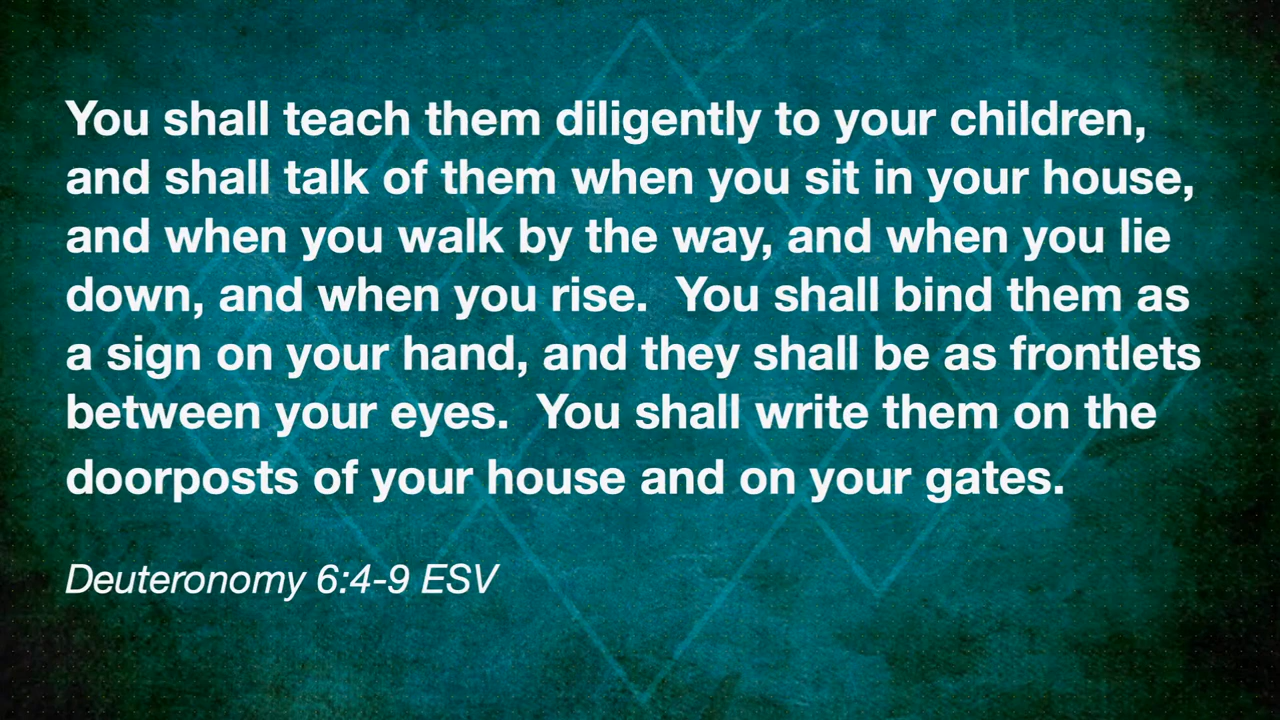 You shall teach them diligently to your children,
and shall talk of them when you sit in your house,
and when you walk by the way, and when you lie
down, and when you rise.  You shall bind them as
a sign on your hand, and they shall be as frontlets
between your eyes.  You shall write them on the
doorposts of your house and on your gates.
Deuteronomy 6:4-9 ESV